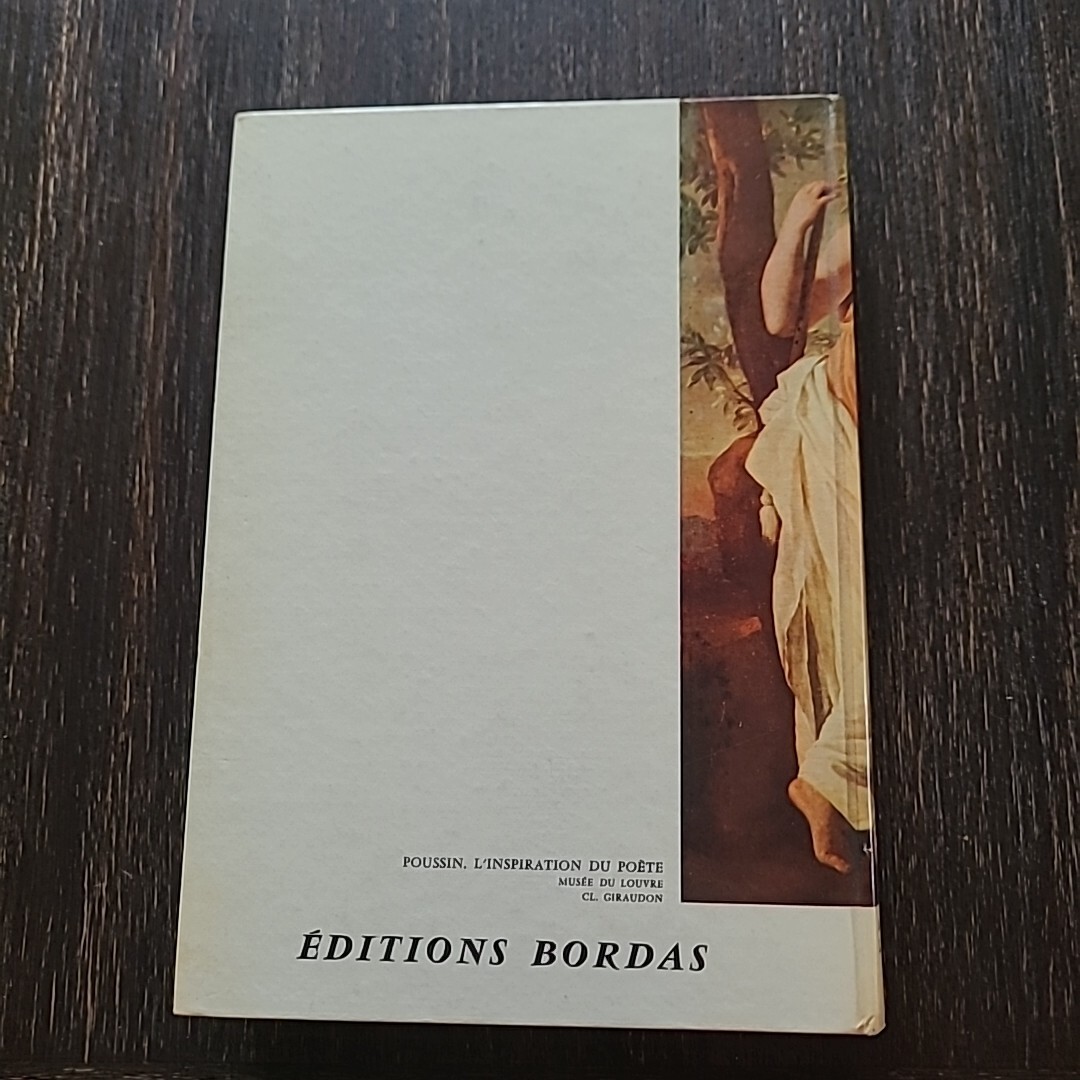 POUSSIN. L'INSPIRATION DU POÈTE
MUSÉE DU LOUVRE
CL. GIRAUDON
ÉDITIONS BORDAS